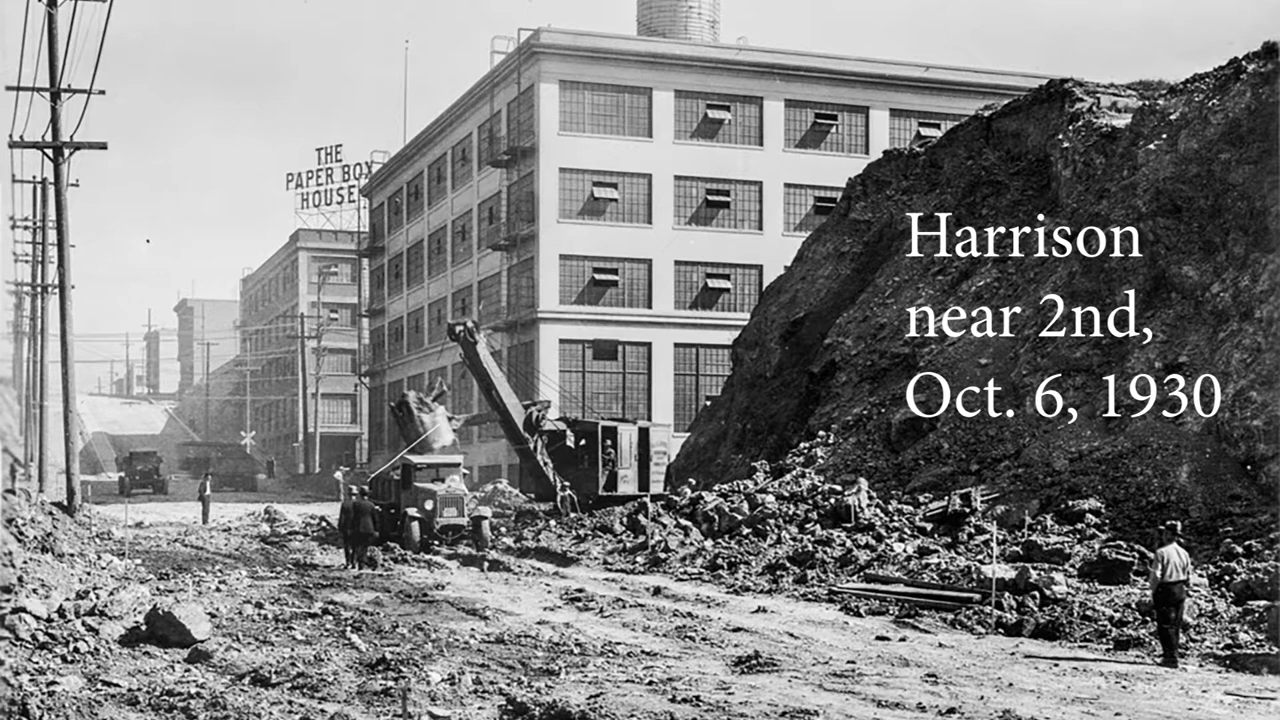 THE
PAPER BOX
HOUSE
Harrison
near 2nd,
Oct. 6, 1930